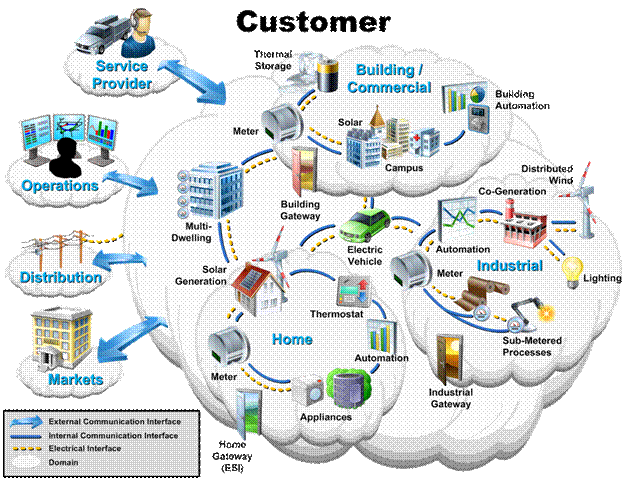 Customer
Thermal
Storage
Building /
Commercial
Service
Provider
Building
Automation
Meter
Solar
Campus
Operations
Multi-
Dwelling
Building
Gateway
Electric
Vehicle
Distributed
Wind
Co-Generation
Automation
Industrial
Meter
Lighting
Sub-Metered
Processes
Industrial
Gateway
Distribution
Solar
Generation
Thermostat
Home
Automation
Meter
Appliances
Home
Gateway
(ESI)
Markets
External Communication Interface
Internal Communication Interface
Electrical Interface
Domain